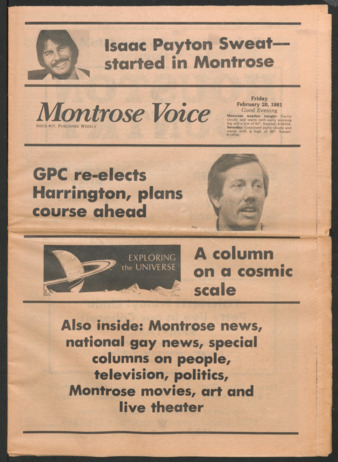 Isaac Payton Sweat—
started in Montrose
Montrose Voice
Friday
February 20, 1981
Good Evening
EXPLORING
the UNIVERSE
GPC re-elects
Harrington, plans
course ahead
A column
on a cosmic
scale
Also inside: Montrose news,
national gay news, special
columns on people,
television, politics,
Montrose movies, art and
live theater